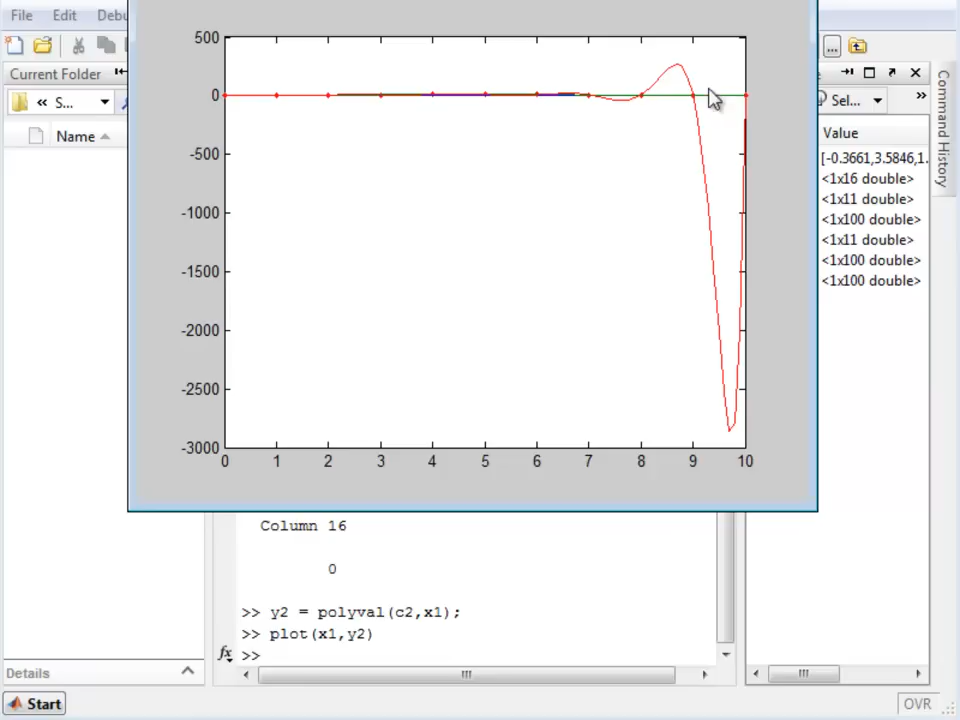 File Edit Debu
Current Folder
« S...
Name
500
0
-500
-1000
-1500
-2000
-2500
-3000
0 1 2 3 4 5 6 7 8 9 10
...
Sel... »
Value
[-0.3661,3.5846,1.
<1x16 double>
<1x11 double>
<1x100 double>
<1x11 double>
<1x100 double>
<1x100 double>
Command History
Column 16
0
>> y2 = polyval(c2,x1);
>> plot(x1,y2)
fx >>
Details
Start
OVR